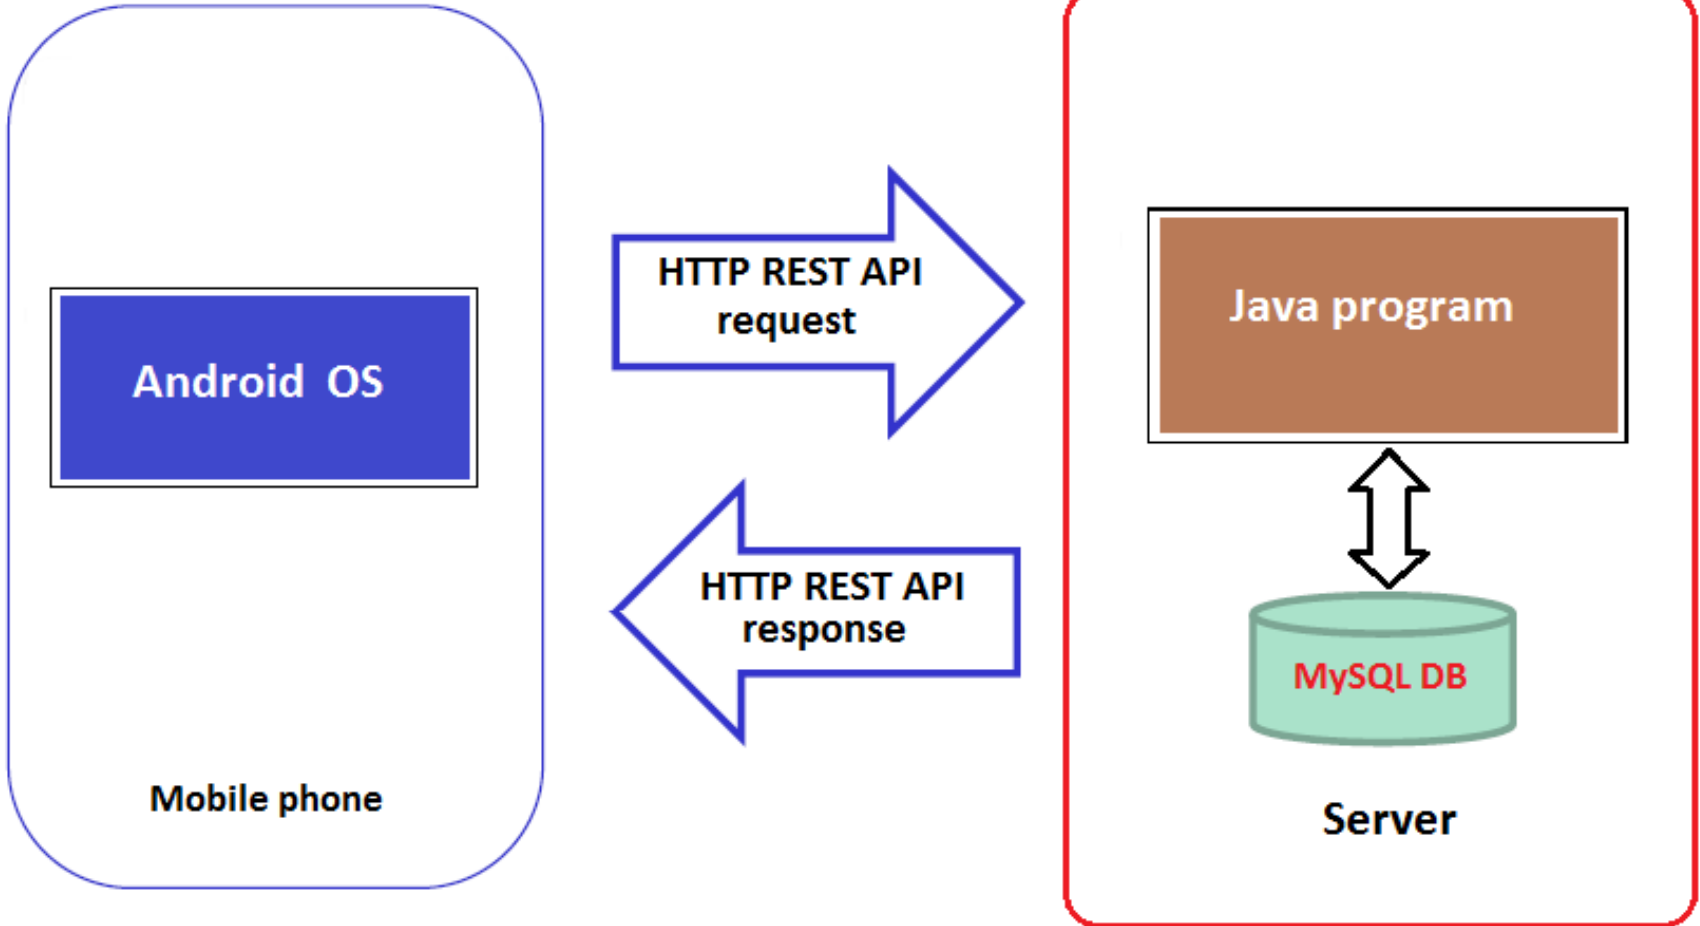 Android  OS
Mobile phone
HTTP REST API
request
HTTP REST API
response
Java program
MySQL DB
Server